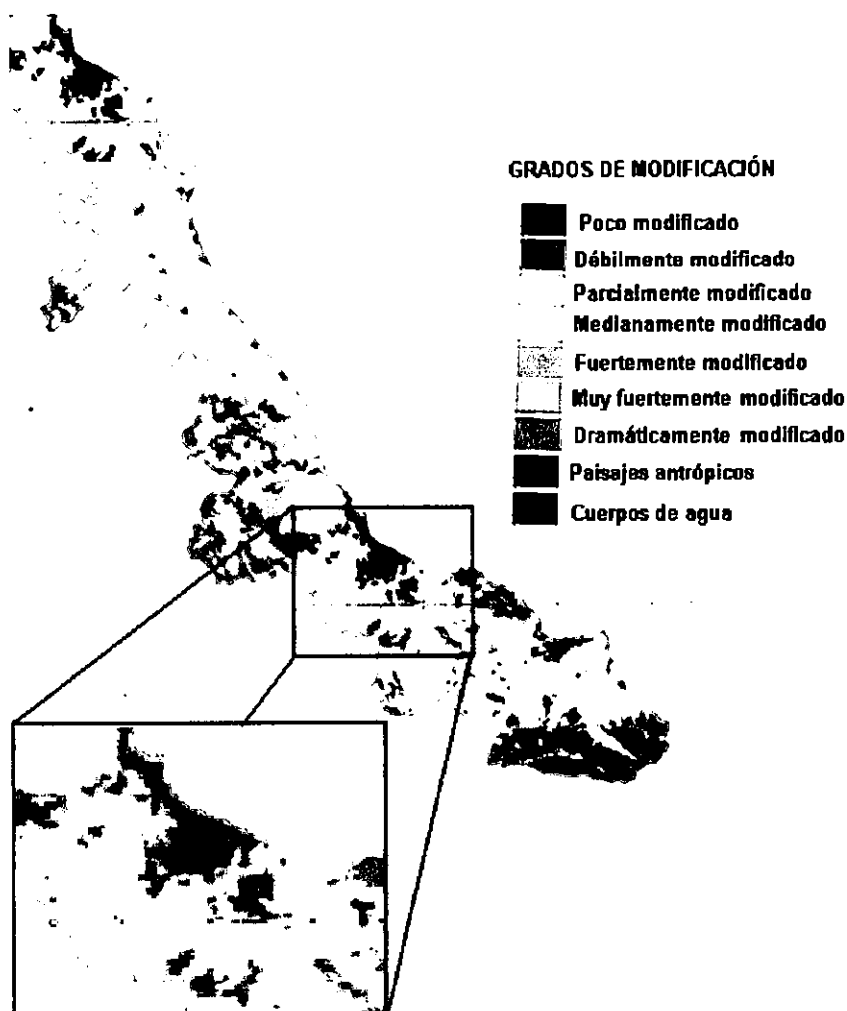 GRADOS DE MODIFICACIÓN
Poco modificado
Débilmente modificado
Parcialmente modificado
Medianamente modificado
Fuertemente modificado
Muy fuertemente modificado
Dramáticamente modificado
Paisajes antrópicos
Cuerpos de agua